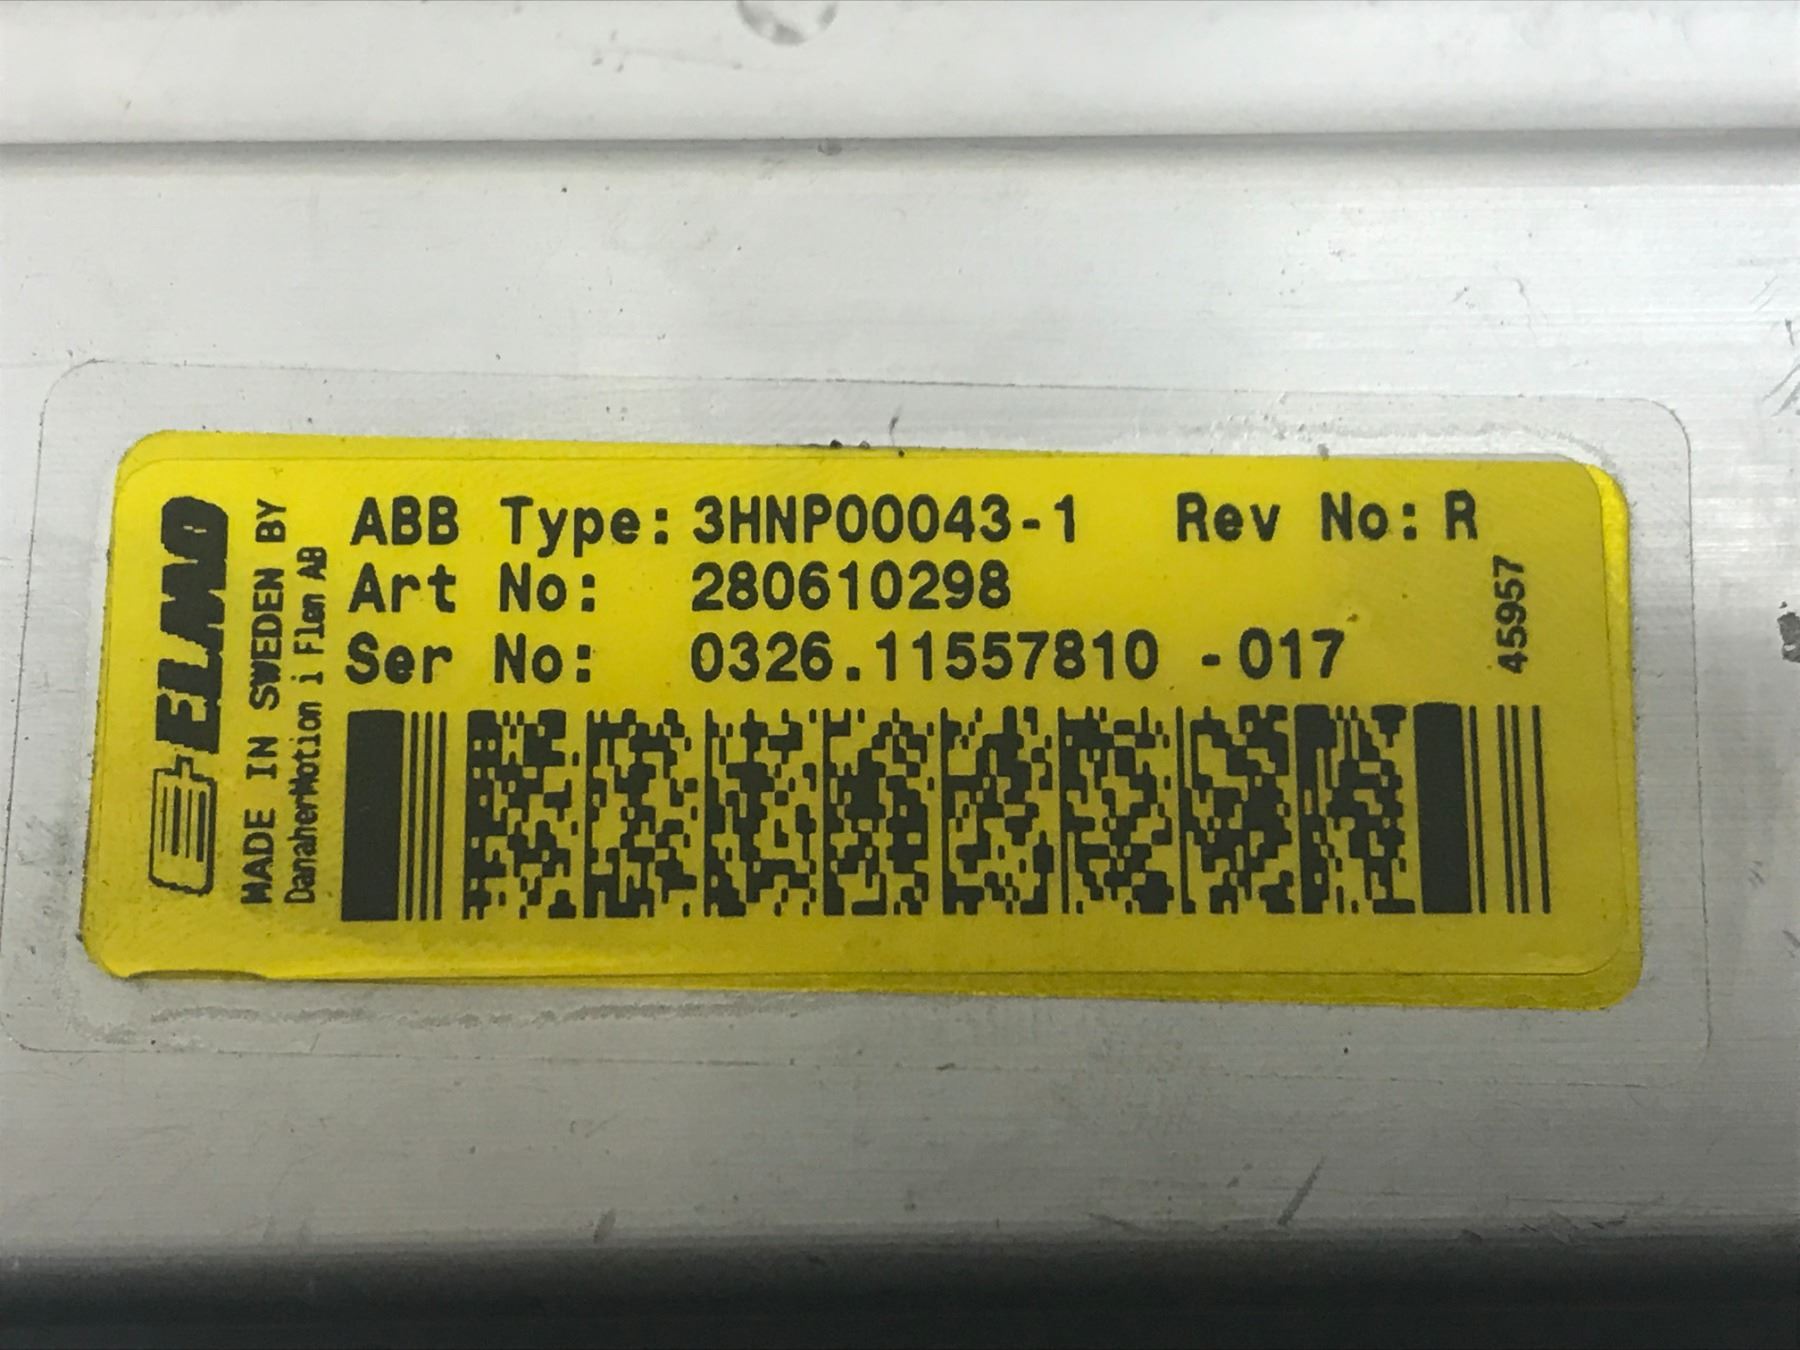 ELMO
MADE IN SWEDEN BY
DanaherMotion i Flen AB
ABB Type: 3HNP00043-1 Rev No: R
Art No: 280610298
Ser No: 0326.11557810 -017
45957